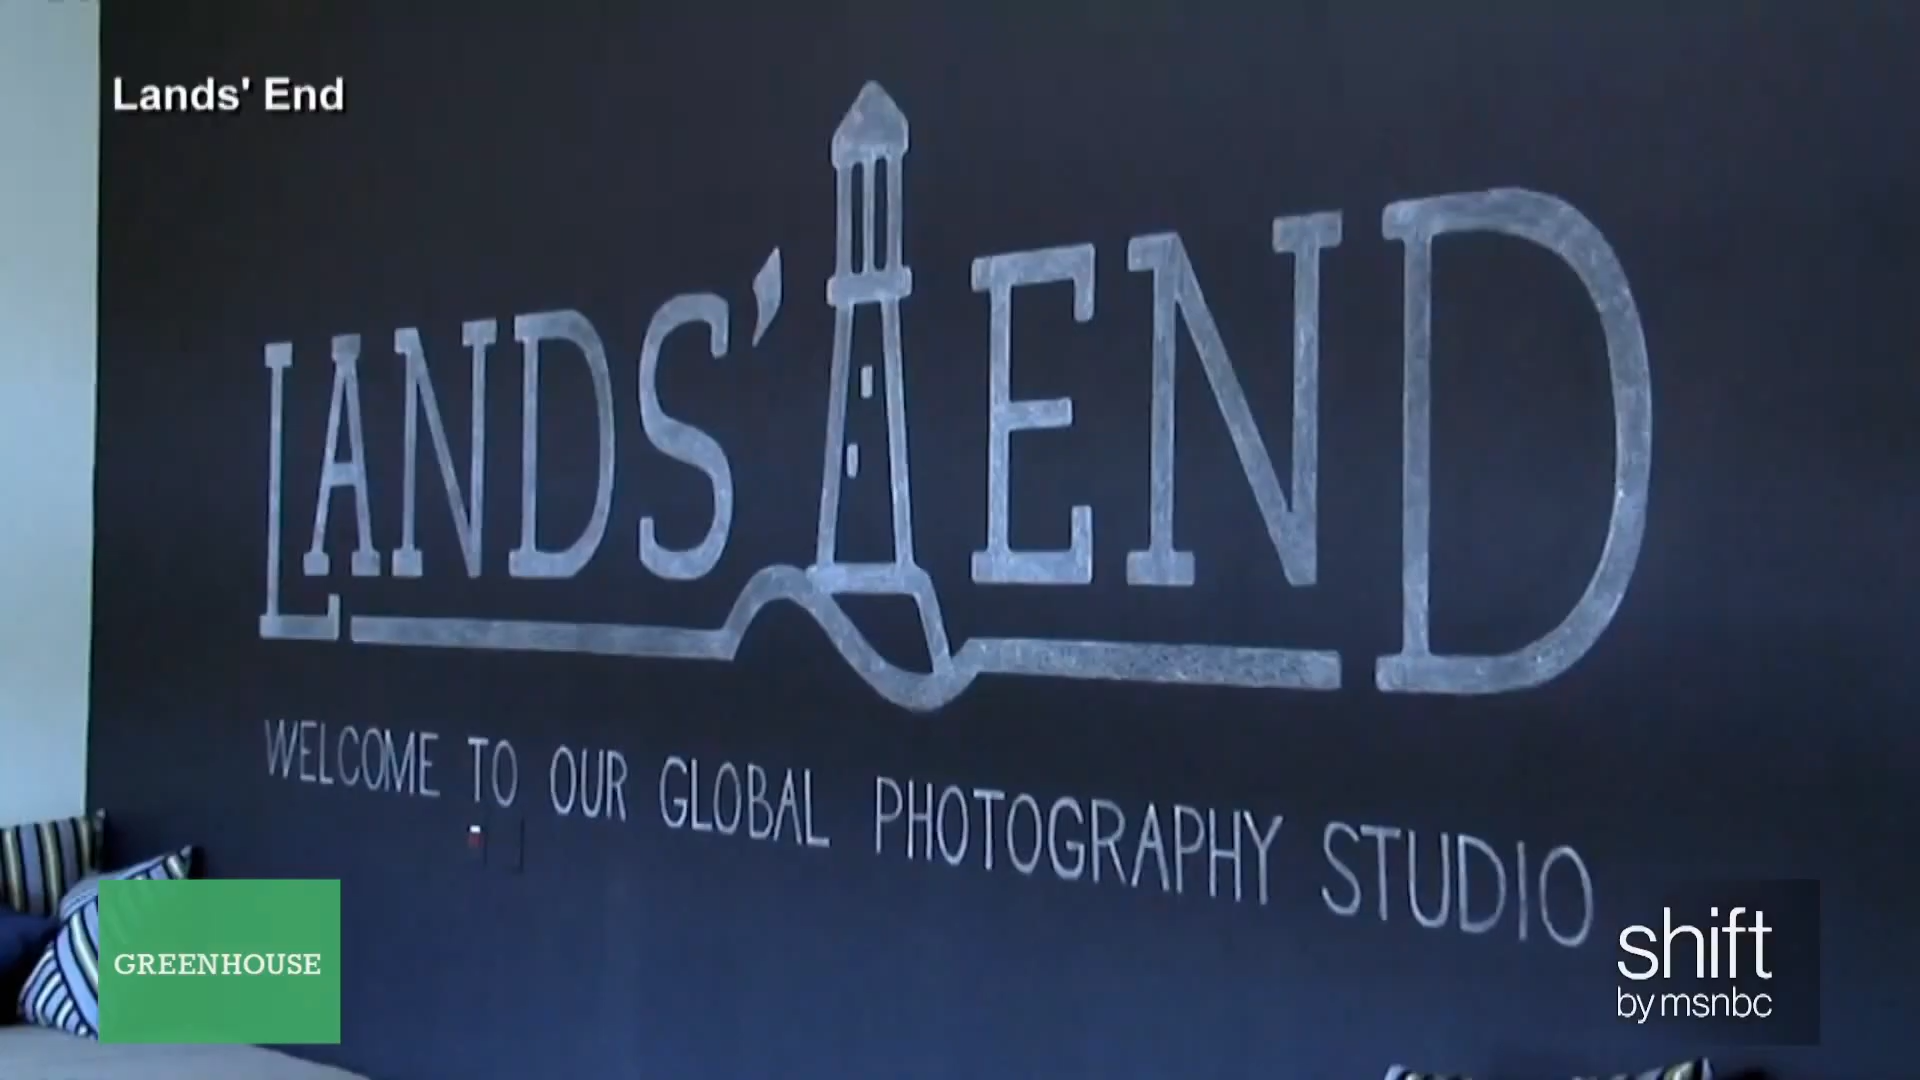 Lands' End
LANDS' END
WELCOME TO OUR GLOBAL PHOTOGRAPHY STUDIO
GREENHOUSE
shift
by msnbc